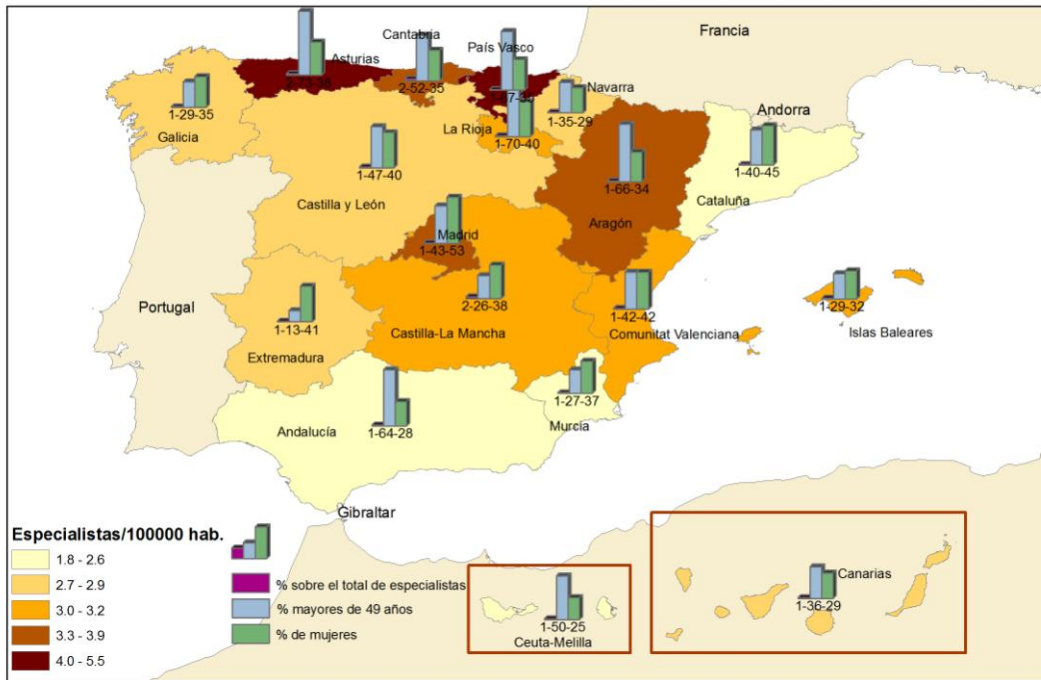 Francia
Cantabria
País Vasco
Asturias
2-52-35
Navarra
Andorra
1-29-35
La Rioja
1-35-29
Galicia
1-70-40
1-40-45
1-47-40
1-66-34
Cataluña
Castilla y León
Aragón
Madrid
1-43-53
Portugal
2-26-38
1-42-42
1-29-32
1-13-41
Castilla-La Mancha
Comunitat Valenciana
Islas Baleares
Extremadura
1-27-37
1-64-28
Andalucía
Murcia
Gibraltar
Especialistas/100000 hab.
1.8 - 2.6
2.7 - 2.9
3.0 - 3.2
3.3 - 3.9
4.0 - 5.5
% sobre el total de especialistas
% mayores de 49 años
% de mujeres
1-50-25
Ceuta-Melilla
Canarias
1-36-29